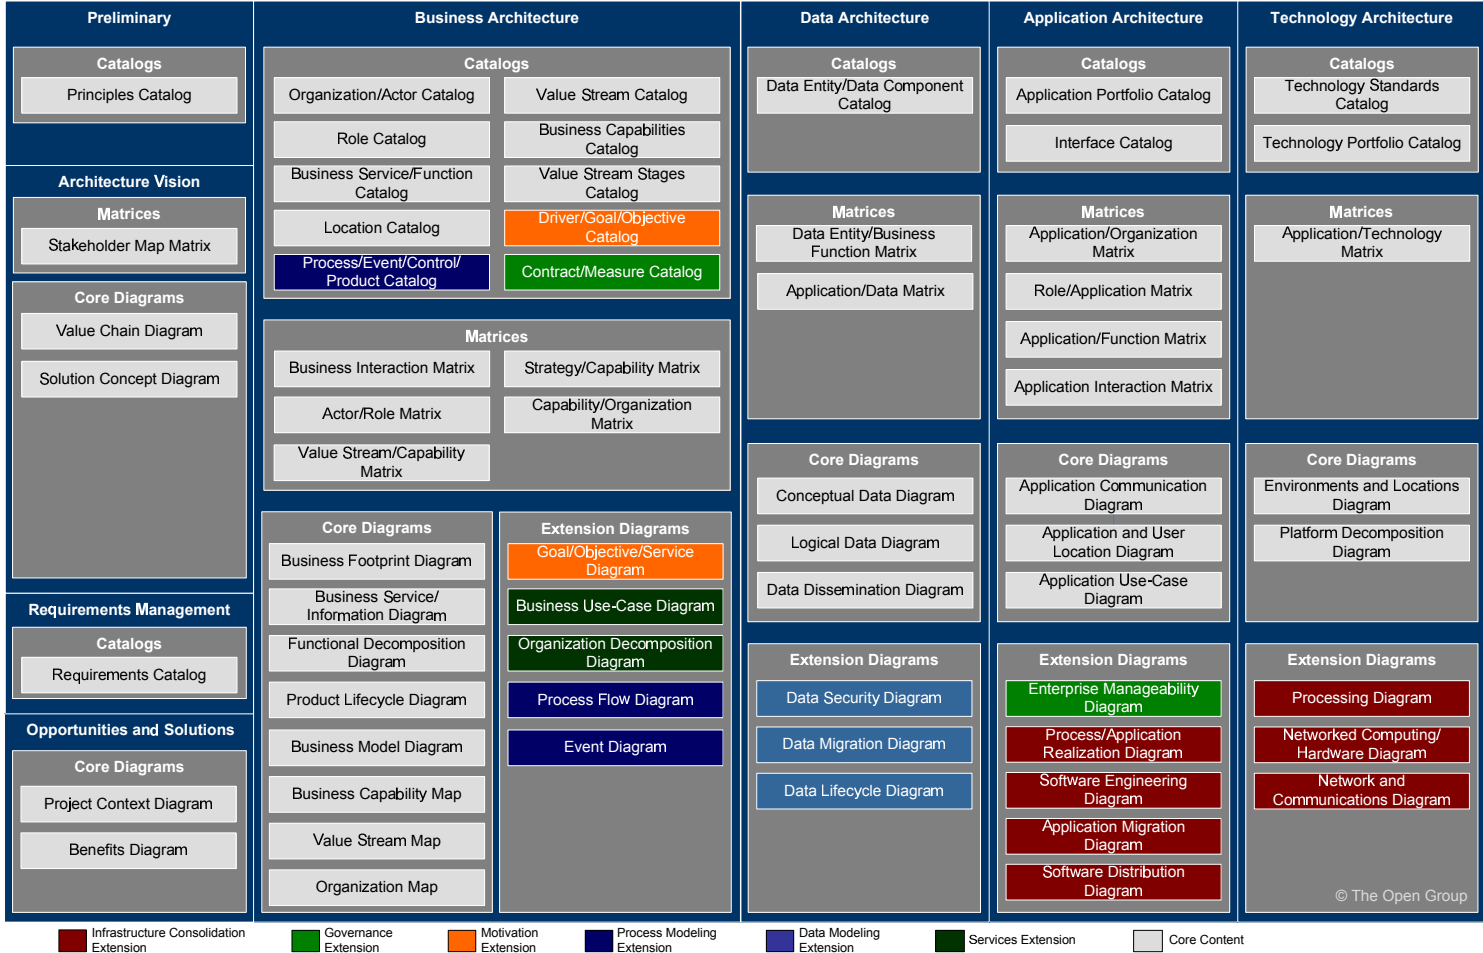 Preliminary
Catalogs
Principles Catalog
Architecture Vision
Matrices
Stakeholder Map Matrix
Core Diagrams
Value Chain Diagram
Solution Concept Diagram
Requirements Management
Catalogs
Requirements Catalog
Opportunities and Solutions
Core Diagrams
Project Context Diagram
Benefits Diagram
Business Architecture
Catalogs
Organization/Actor Catalog
Role Catalog
Business Service/Function
Catalog
Location Catalog
Process/Event/Control/
Product Catalog
Value Stream Catalog
Business Capabilities
Catalog
Value Stream Stages
Catalog
Driver/Goal/Objective
Catalog
Contract/Measure Catalog
Matrices
Business Interaction Matrix
Actor/Role Matrix
Value Stream/Capability
Matrix
Strategy/Capability Matrix
Capability/Organization
Matrix
Core Diagrams
Business Footprint Diagram
Business Service/
Information Diagram
Functional Decomposition
Diagram
Product Lifecycle Diagram
Business Model Diagram
Business Capability Map
Value Stream Map
Organization Map
Extension Diagrams
Goal/Objective/Service
Diagram
Business Use-Case Diagram
Organization Decomposition
Diagram
Process Flow Diagram
Event Diagram
Data Architecture
Catalogs
Data Entity/Data Component
Catalog
Matrices
Data Entity/Business
Function Matrix
Application/Data Matrix
Core Diagrams
Conceptual Data Diagram
Logical Data Diagram
Data Dissemination Diagram
Extension Diagrams
Data Security Diagram
Data Migration Diagram
Data Lifecycle Diagram
Application Architecture
Catalogs
Application Portfolio Catalog
Interface Catalog
Matrices
Application/Organization
Matrix
Role/Application Matrix
Application/Function Matrix
Application Interaction Matrix
Core Diagrams
Application Communication
Diagram
Application and User
Location Diagram
Application Use-Case
Diagram
Extension Diagrams
Enterprise Manageability
Diagram
Process/Application
Realization Diagram
Software Engineering
Diagram
Application Migration
Diagram
Software Distribution
Diagram
Technology Architecture
Catalogs
Technology Standards
Catalog
Technology Portfolio Catalog
Matrices
Application/Technology
Matrix
Core Diagrams
Environments and Locations
Diagram
Platform Decomposition
Diagram
Extension Diagrams
Processing Diagram
Networked Computing/
Hardware Diagram
Network and
Communications Diagram
© The Open Group
Infrastructure Consolidation
Extension
Governance
Extension
Motivation
Extension
Process Modeling
Extension
Data Modeling
Extension
Services Extension
Core Content